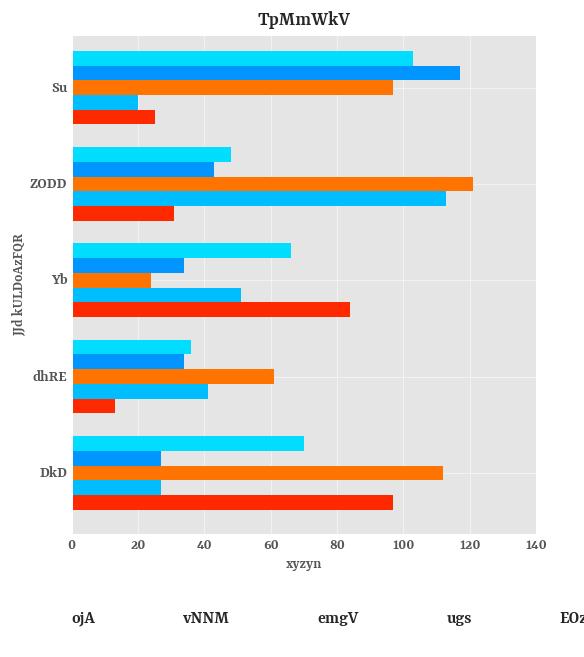 TpMmWkV
Su
ZODD
Yb
dhRE
DkD
JJd kULDoAzFQR
0 20 40 60 80 100 120 140
xyzyn
ojA vNNM emgV ugs